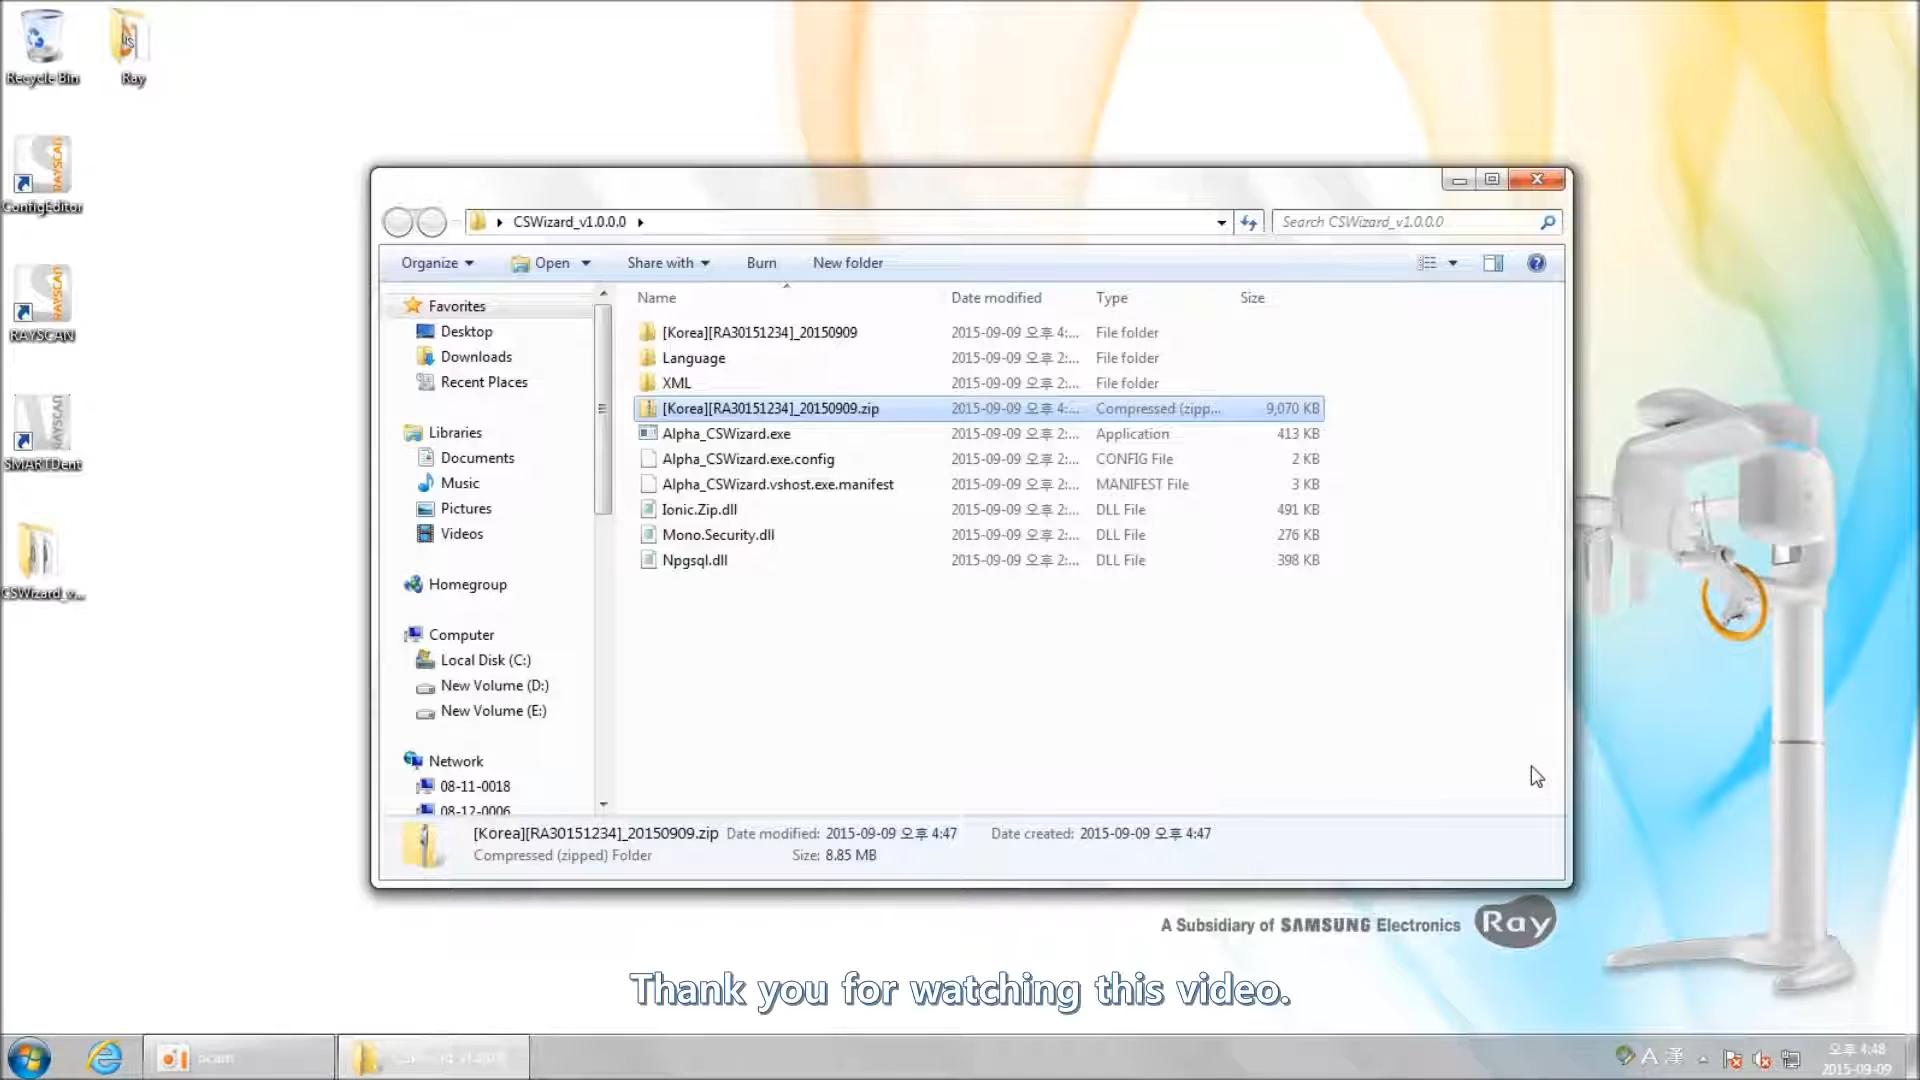 Recycle Bin
Ray
ConfigEditor
RAYSCAN
RAYSCAN
RAYSCAN
RAYSCAN
SMARTDent
CSWizard_v...
CSWizard_v1.0.0.0
Search CSWizard_v1.0.0.0
Organize Open Share with Burn New folder
Favorites
Desktop
Downloads
Recent Places
Libraries
Documents
Music
Pictures
Videos
Homegroup
Computer
Local Disk (C:)
New Volume (D:)
New Volume (E:)
Network
08-11-0018
08-12-0006
Name Date modified Type Size
[Korea][RA30151234]_20150909 2015-09-09 오후 4:... File folder
Language 2015-09-09 오후 2:... File folder
XML 2015-09-09 오후 2:... File folder
[Korea][RA30151234]_20150909.zip 2015-09-09 오후 4:... Compressed (zipp... 9,070 KB
Alpha_CSWizard.exe 2015-09-09 오후 2:... Application 413 KB
Alpha_CSWizard.exe.config 2015-09-09 오후 2:... CONFIG File 2 KB
Alpha_CSWizard.vshost.exe.manifest 2015-09-09 오후 2:... MANIFEST File 3 KB
Ionic.Zip.dll 2015-09-09 오후 2:... DLL File 491 KB
Mono.Security.dll 2015-09-09 오후 2:... DLL File 276 KB
Npgsql.dll 2015-09-09 오후 2:... DLL File 398 KB
[Korea][RA30151234]_20150909.zip Date modified: 2015-09-09 오후 4:47 Date created: 2015-09-09 오후 4:47
Compressed (zipped) Folder Size: 8.85 MB
A Subsidiary of SAMSUNG Electronics Ray
Thank you for watching this video.
A 漢
오후 4:48
2015-09-09